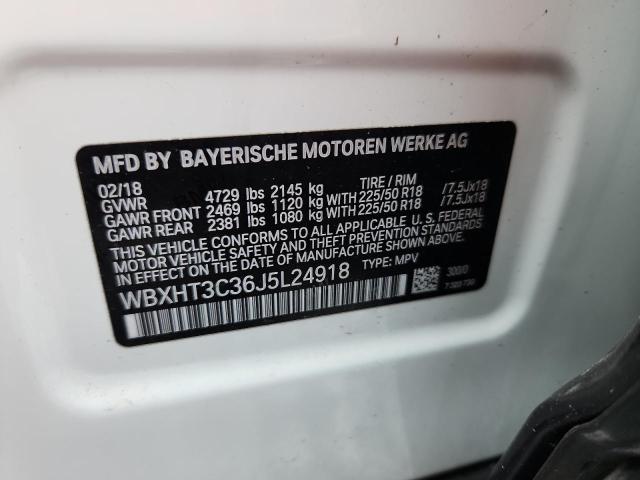 MFD BY BAYERISCHE MOTOREN WERKE AG
02/18 TIRE / RIM
GVWR 4729 lbs 2145 kg
GAWR FRONT 2469 lbs 1120 kg WITH 225/50 R18 /7.5Jx18
GAWR REAR 2381 lbs 1080 kg WITH 225/50 R18 /7.5Jx18
THIS VEHICLE CONFORMS TO ALL APPLICABLE U.S. FEDERAL
MOTOR VEHICLE SAFETY AND THEFT PREVENTION STANDARDS
IN EFFECT ON THE DATE OF MANUFACTURE SHOWN ABOVE.
WBXHT3C36J5L24918 TYPE: MPV
300/0